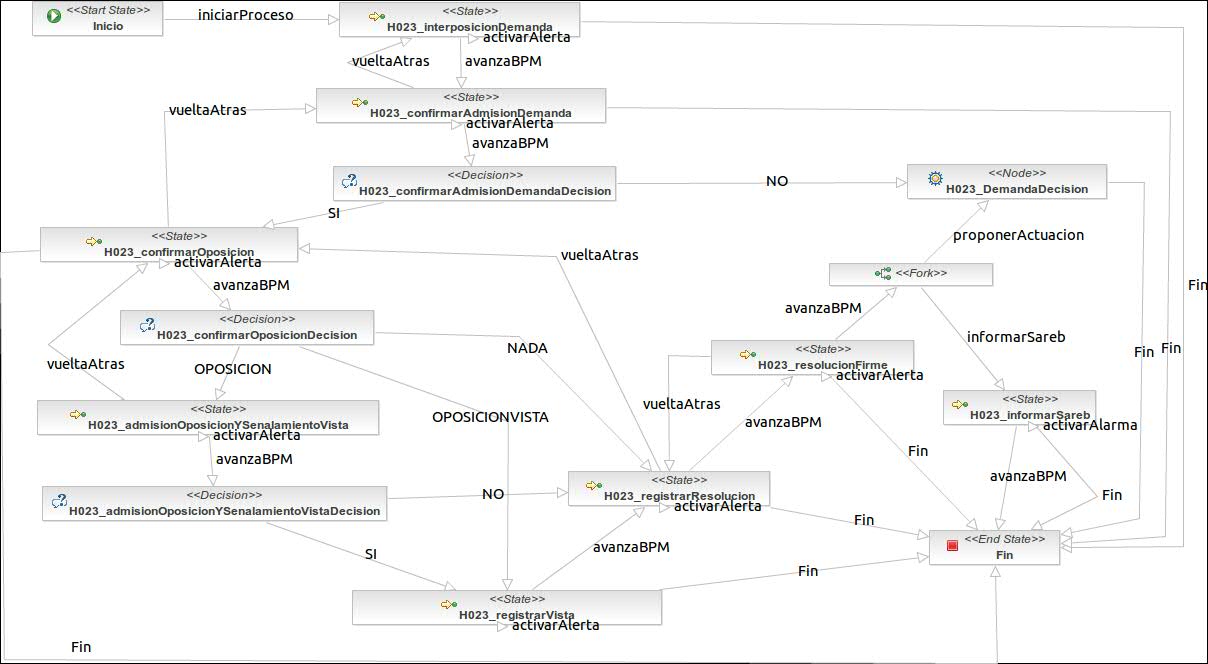 <<Start State>>
Inicio
iniciarProceso
<<State>>
H023_interposicionDemanda
activarAlerta
vueltaAtras
avanzaBPM
<<State>>
H023_confirmarAdmisionDemanda
activarAlerta
vueltaAtras
avanzaBPM
<<Decision>>
H023_confirmarAdmisionDemandaDecision
NO
<<Node>>
H023_DemandaDecision
SI
<<State>>
H023_confirmarOposicion
activarAlerta
avanzaBPM
vueltaAtras
proponerActuacion
<<Fork>>
Fin
<<Decision>>
H023_confirmarOposicionDecision
avanzaBPM
informarSareb
NADA
<<State>>
H023_resolucionFirme
activarAlerta
Fin
Fin
vueltaAtras
OPOSICION
<<State>>
H023_admisionOposicionYSenalamientoVista
activarAlerta
OPOSICIONVISTA
vueltaAtras
avanzaBPM
<<State>>
H023_informarSareb
activarAlarma
avanzaBPM
Fin
<<Decision>>
H023_admisionOposicionYSenalamientoVistaDecision
NO
<<State>>
H023_registrarResolucion
activarAlerta
avanzaBPM
Fin
Fin
SI
avanzaBPM
<<End State>>
Fin
Fin
<<State>>
H023_registrarVista
activarAlerta
Fin